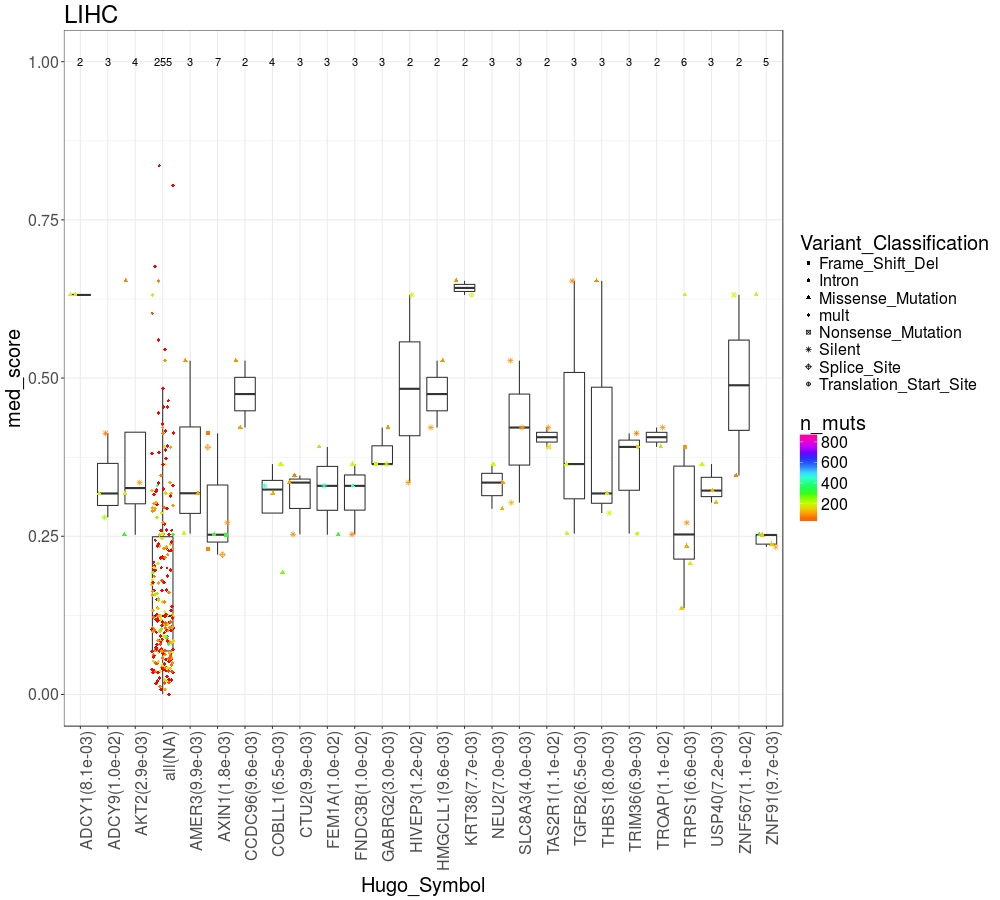 LIHC
1.00
0.75
0.50
0.25
0.00
med_score
2 3 4 255 3 7 2 4 3 3 3 3 2 2 2 3 3 2 3 3 3 2 6 3 2 5
ADCY1(8.1e-03)
ADCY9(1.0e-02)
AKT2(2.9e-03)
all(NA)
AMER3(9.9e-03)
AXIN1(1.8e-03)
CCDC96(9.6e-03)
COBLL1(6.5e-03)
CTU2(9.9e-03)
FEM1A(1.0e-02)
FNDC3B(1.0e-02)
GABRG2(3.0e-03)
HIVEP3(1.2e-02)
HMGCLL1(9.6e-03)
KRT38(7.7e-03)
NEU2(7.0e-03)
SLC8A3(4.0e-03)
TAS2R1(1.1e-02)
TGFB2(6.5e-03)
THBS1(8.0e-03)
TRIM36(6.9e-03)
TROAP(1.1e-02)
TRPS1(6.6e-03)
USP40(7.2e-03)
ZNF567(1.1e-02)
ZNF91(9.7e-03)
Hugo_Symbol
Variant_Classification
Frame_Shift_Del
Intron
Missense_Mutation
mult
Nonsense_Mutation
Silent
Splice_Site
Translation_Start_Site
n_muts
800
600
400
200